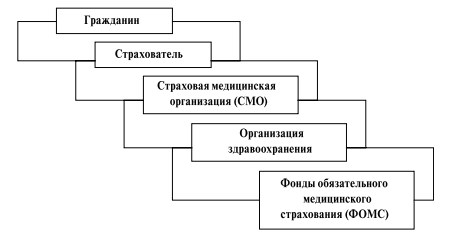 Гражданин
Страхователь
Страховая медицинская
организация (СМО)
Организация
здравоохранения
Фонды обязательного
медицинского
страхования (ФОМС)